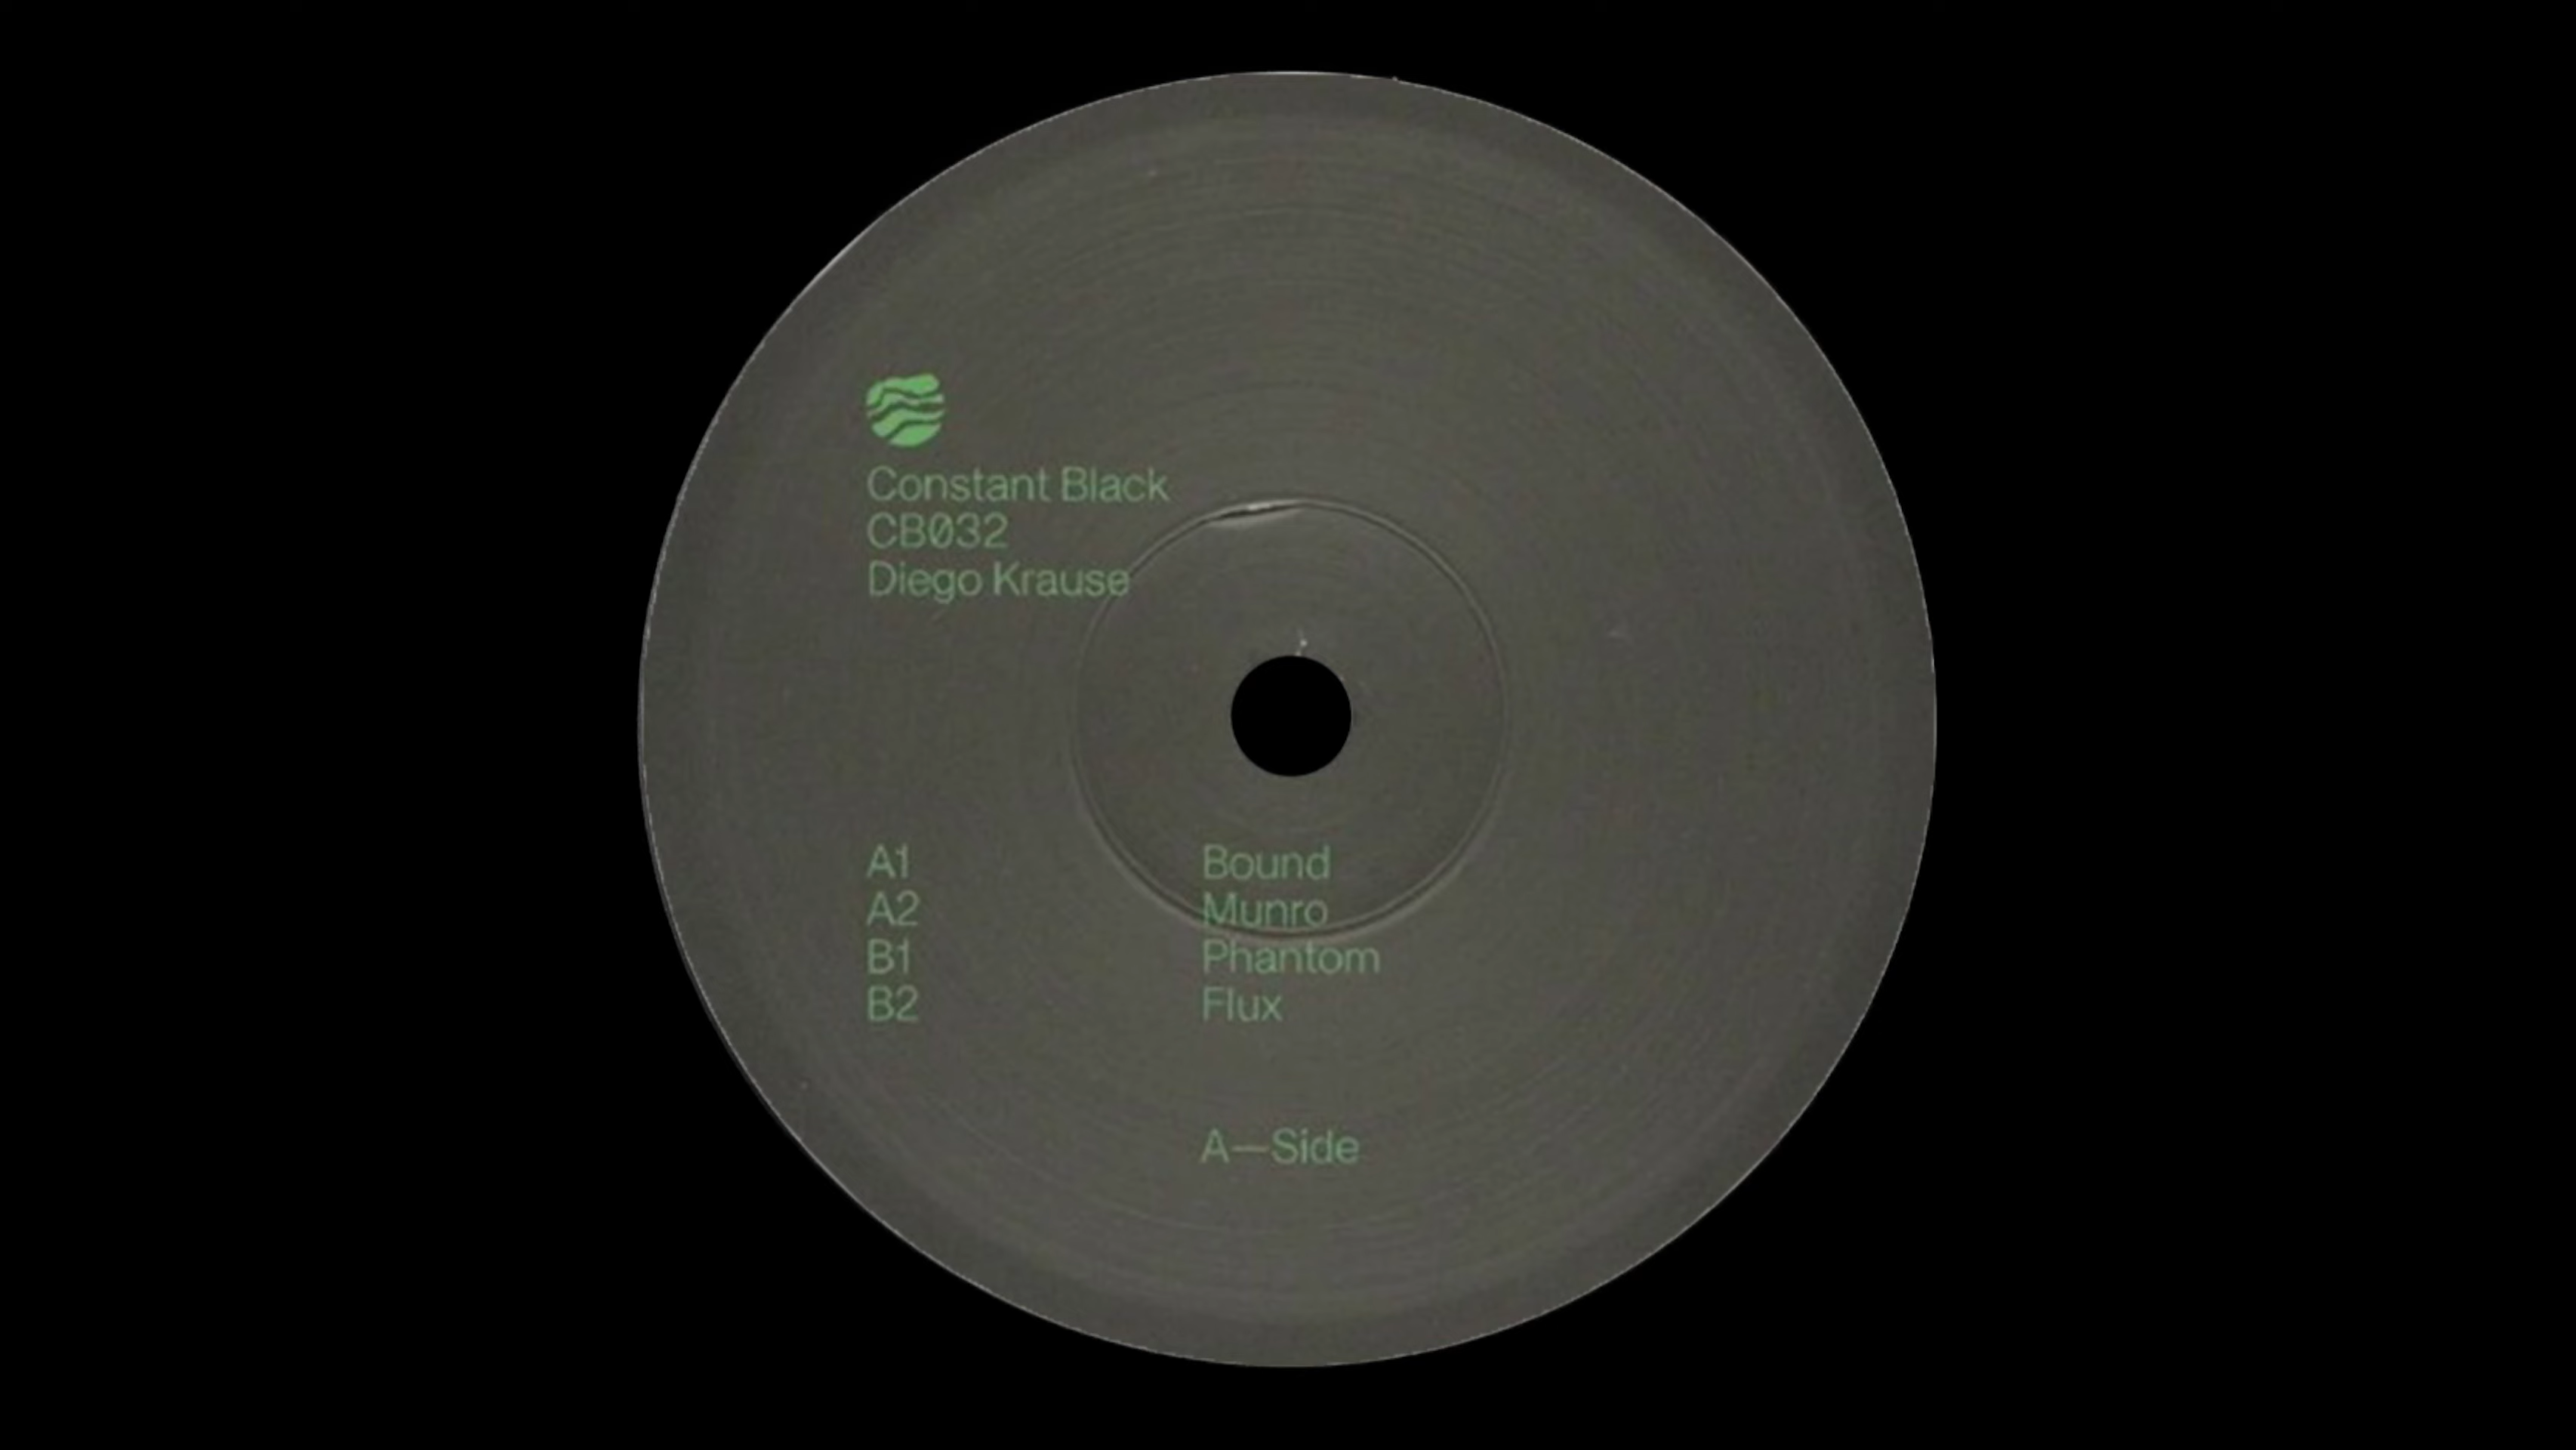 Constant Black
CB032
Diego Krause
A1 Bound
A2 Munro
B1 Phantom
B2 Flux
A—Side